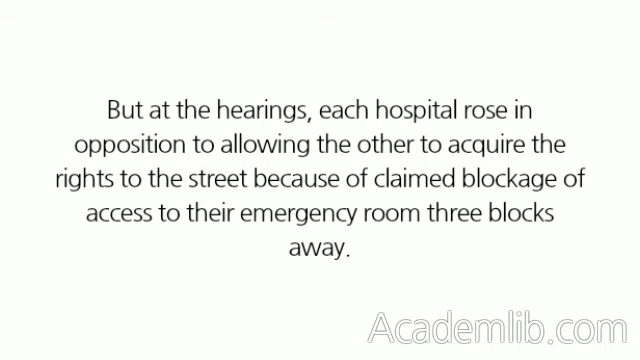 But at the hearings, each hospital rose in
opposition to allowing the other to acquire the
rights to the street because of claimed blockage of
access to their emergency room three blocks
away.
Academlib.com